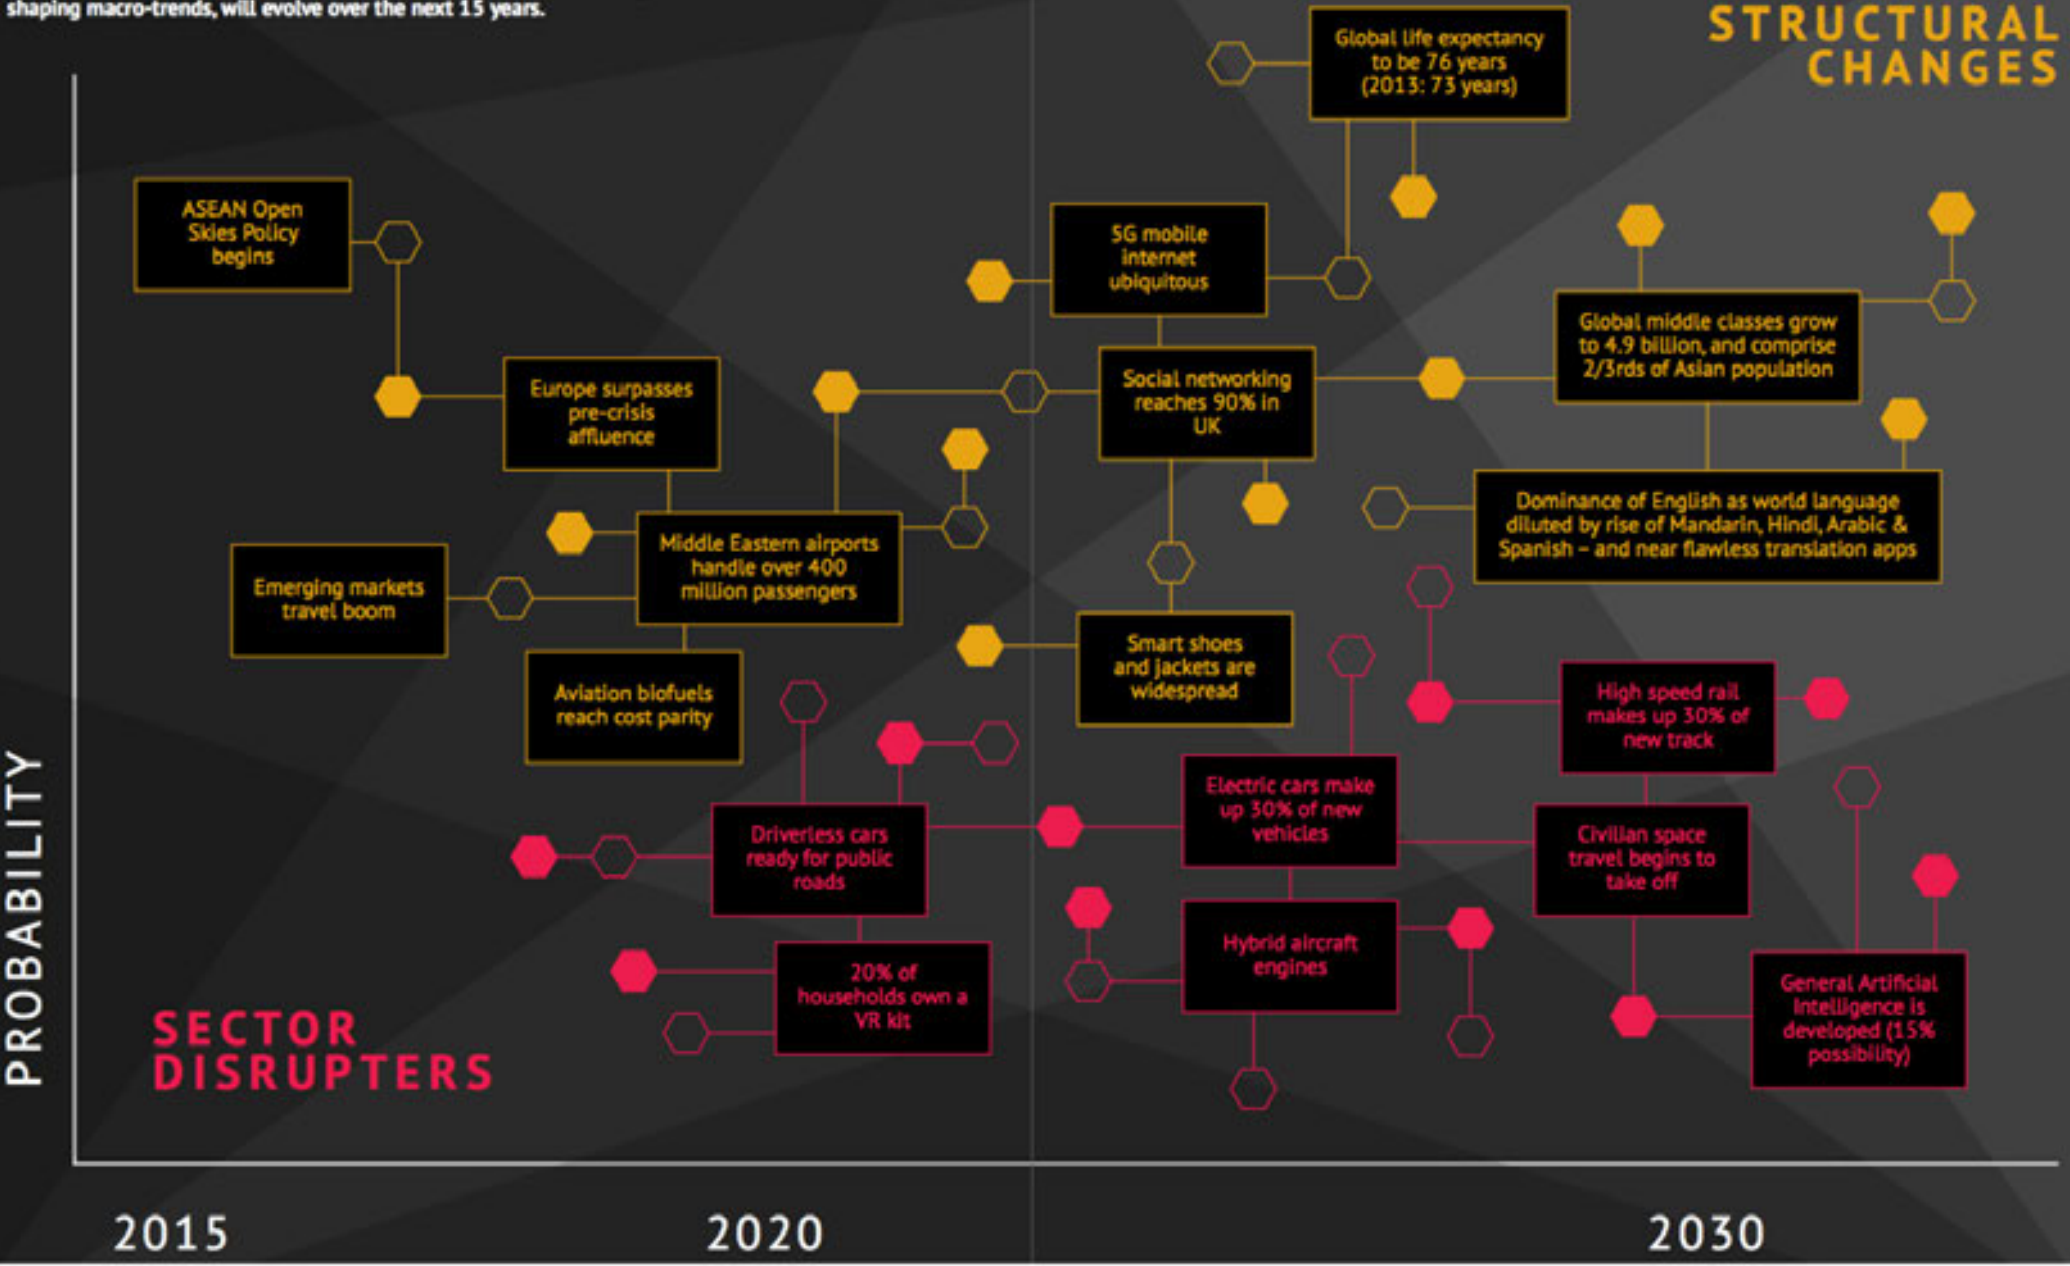 shaping macro-trends, will evolve over the next 15 years.
STRUCTURAL
CHANGES
Global life expectancy
to be 76 years
(2013: 73 years)
ASEAN Open
Skies Policy
begins
5G mobile
internet
ubiquitous
Global middle classes grow
to 4.9 billion, and comprise
2/3rds of Asian population
Europe surpasses
pre-crisis
affluence
Social networking
reaches 90% in
UK
Dominance of English as world language
diluted by rise of Mandarin, Hindi, Arabic &
Spanish – and near flawless translation apps
Middle Eastern airports
handle over 400
million passengers
Emerging markets
travel boom
Smart shoes
and jackets are
widespread
Aviation biofuels
reach cost parity
High speed rail
makes up 30% of
new track
Electric cars make
up 30% of new
vehicles
Driverless cars
ready for public
roads
Civilian space
travel begins to
take off
Hybrid aircraft
engines
20% of
households own a
VR kit
General Artificial
Intelligence is
developed (15%
possibility)
PROBABILITY
SECTOR
DISRUPTERS
2015
2020
2030